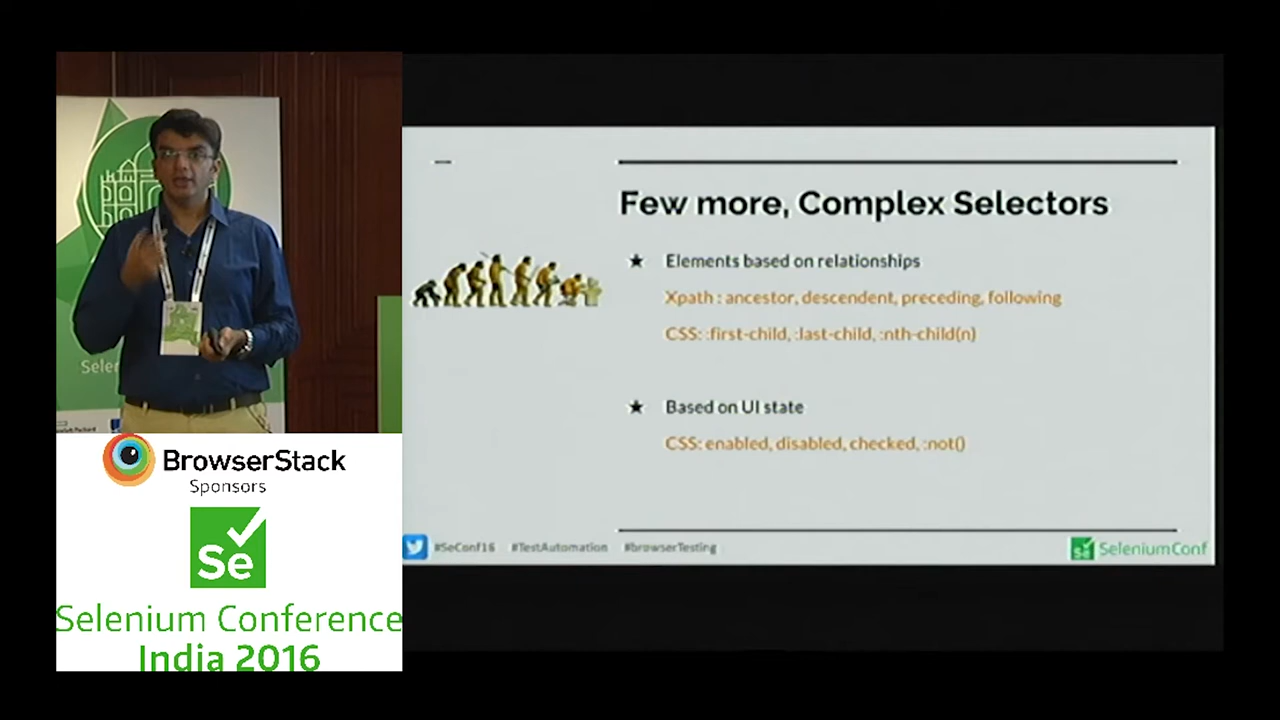 Sele
BrowserStack
Sponsors
Se
Selenium Conference
India 2016
Few more, Complex Selectors
★ Elements based on relationships
Xpath : ancestor, descendent, preceding, following
CSS: :first-child, :last-child, :nth-child(n)
★ Based on UI state
CSS: enabled, disabled, checked, :not()
#SeConf16 #TestAutomation #browserTesting
Se SeleniumConf